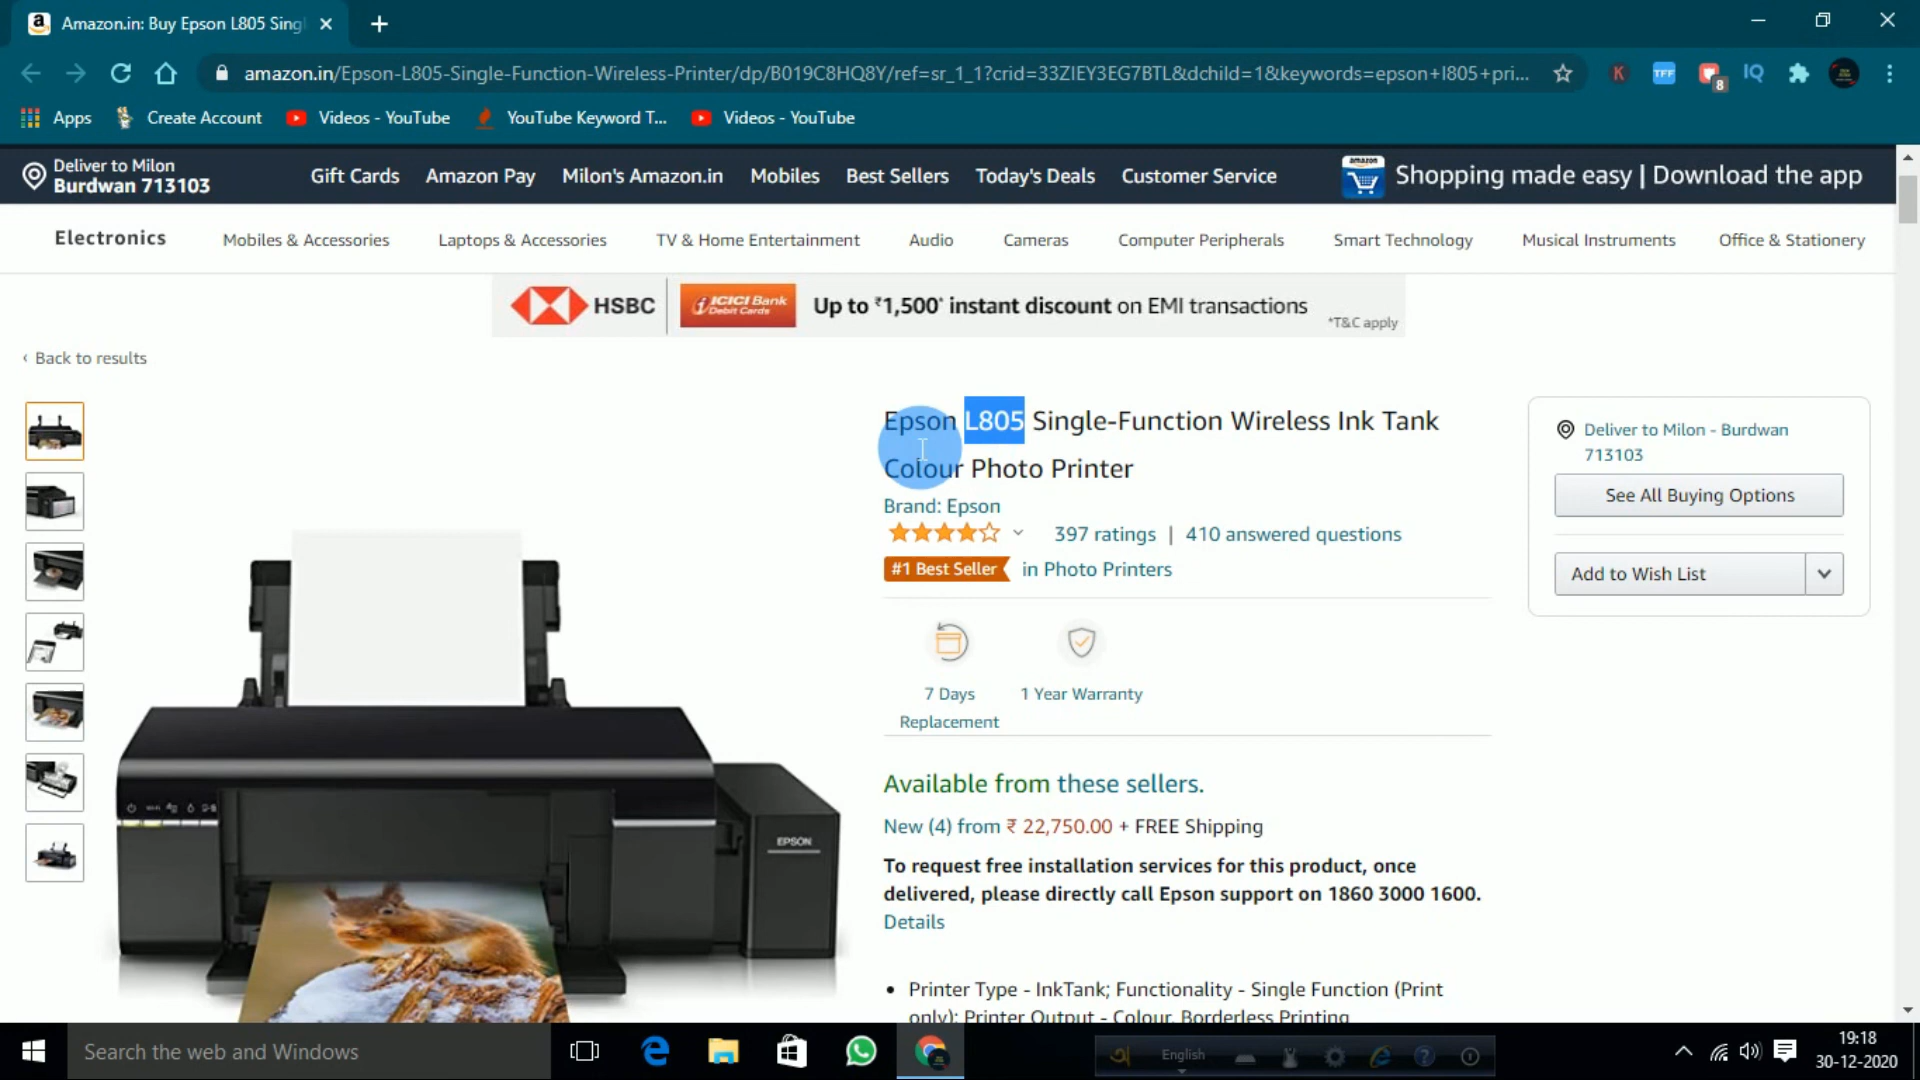 Amazon.in: Buy Epson L805 Sing
amazon.in/Epson-L805-Single-Function-Wireless-Printer/dp/B019C8HQ8Y/ref=sr_1_1?crid=33ZIEY3EG7BTL&dchild=1&keywords=epson+l805+pri...
K TFF 8 IQ
Apps Create Account Videos - YouTube YouTube Keyword T... Videos - YouTube
Deliver to Milon
Burdwan 713103
Gift Cards Amazon Pay Milon's Amazon.in Mobiles Best Sellers Today's Deals Customer Service
amazon
Shopping made easy | Download the app
Electronics Mobiles & Accessories Laptops & Accessories TV & Home Entertainment Audio Cameras Computer Peripherals Smart Technology Musical Instruments Office & Stationery
HSBC ICICI Bank Debit Cards Up to ₹1,500* instant discount on EMI transactions *T&C apply
‹ Back to results
Epson L805 Single-Function Wireless Ink Tank
Colour Photo Printer
Brand: Epson
397 ratings | 410 answered questions
#1 Best Seller in Photo Printers
7 Days
Replacement
1 Year Warranty
Available from these sellers.
New (4) from ₹ 22,750.00 + FREE Shipping
To request free installation services for this product, once
delivered, please directly call Epson support on 1860 3000 1600.
Details
• Printer Type - InkTank; Functionality - Single Function (Print
only); Printer Output - Colour, Borderless Printing
Deliver to Milon - Burdwan
713103
See All Buying Options
Add to Wish List
EPSON
Search the web and Windows
English
19:18
30-12-2020